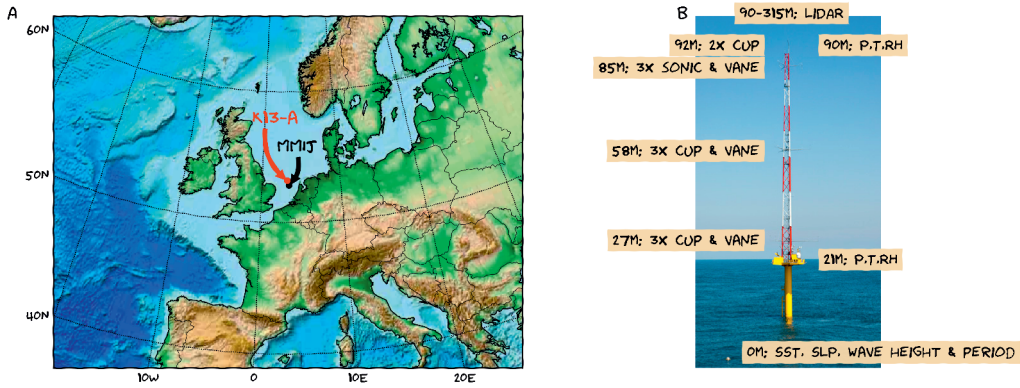 A
60N
50N
40N
10W
0
10E
20E
K13-A
MMIJ
B
90-315M; LIDAR
92M; 2X CUP
90M; P,T,RH
85M; 3X SONIC & VANE
58M; 3X CUP & VANE
27M; 3X CUP & VANE
21M; P,T,RH
0M; SST, SLP, WAVE HEIGHT & PERIOD